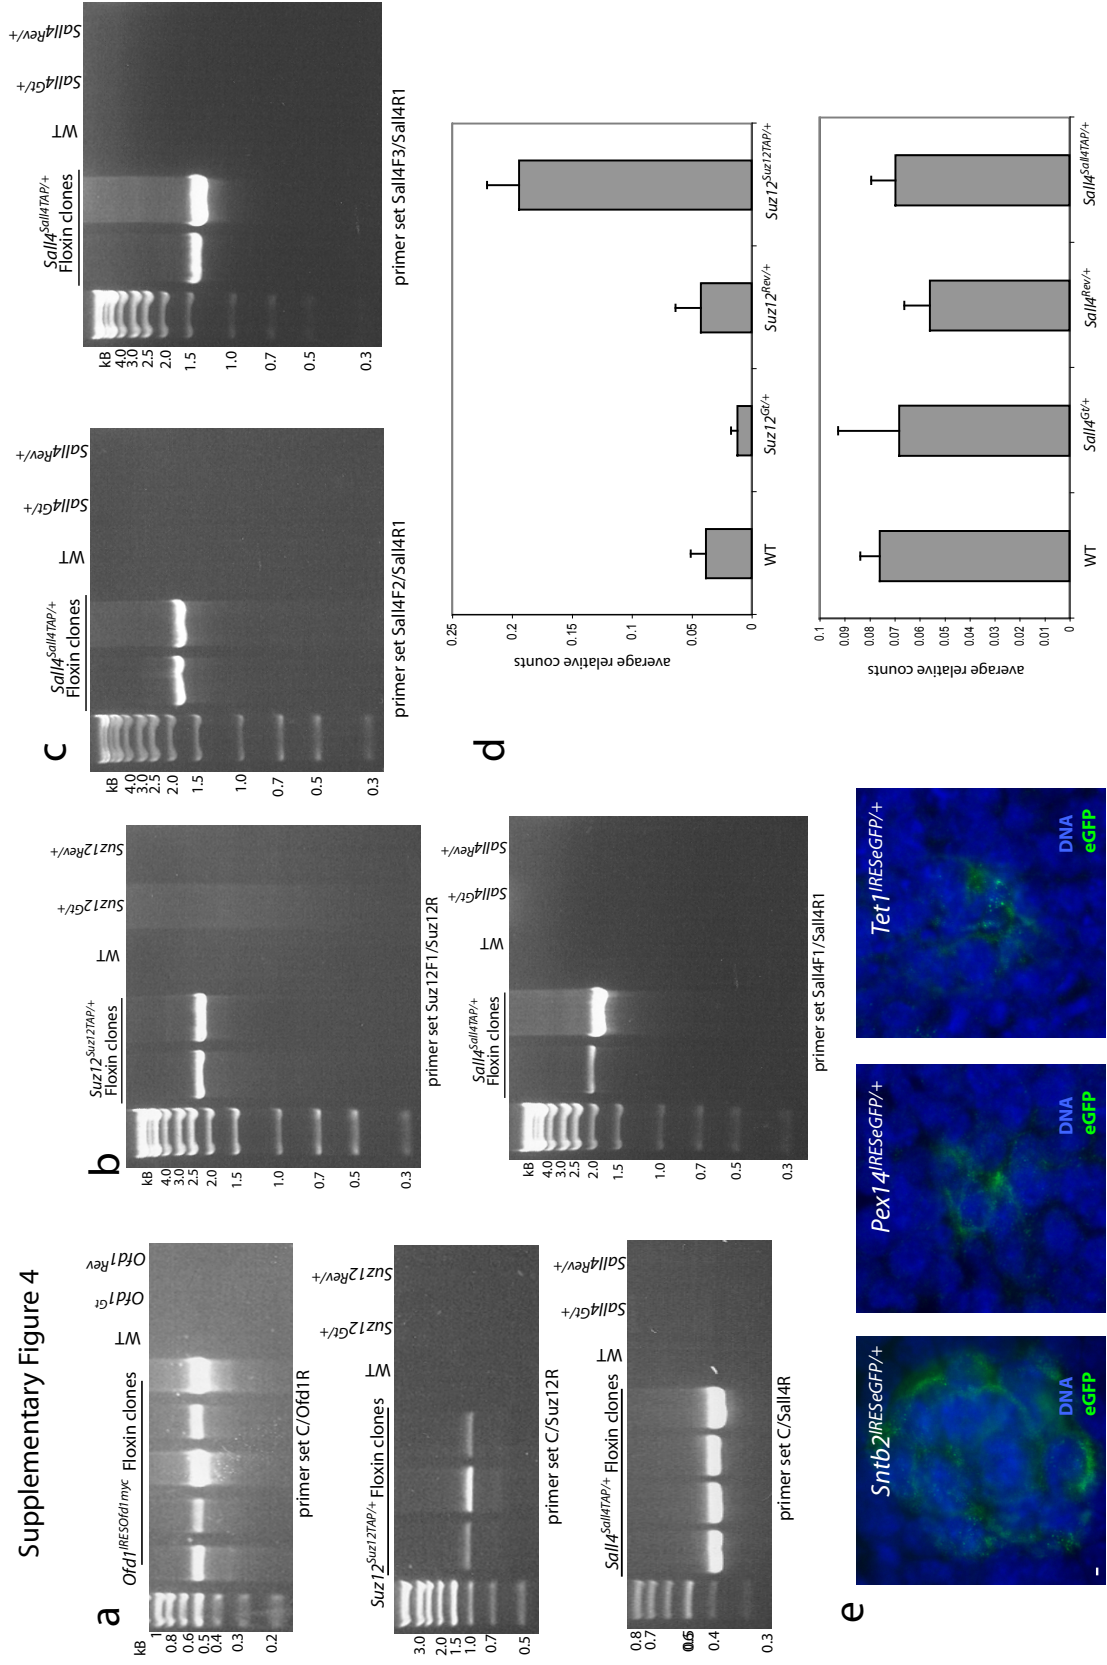 Supplementary Figure 4
a
Ofd1IRESOfd1myc Floxin clones
WT
Ofd1Gt
Ofd1Rev
kB
1
0.8
0.6
0.5
0.4
0.3
0.2
primer set C/Ofd1R
Suz12Suz12TAP/+ Floxin clones
WT
Suz12Gt/+
Suz12Rev/+
3.0
2.0
1.5
1.0
0.7
0.5
primer set C/Suz12R
Sall4Sall4TAP/+ Floxin clones
WT
Sall4Gt/+
Sall4Rev/+
0.8
0.7
0.4
0.3
primer set C/Sall4R
b
Suz12Suz12TAP/+
Floxin clones
WT
Suz12Gt/+
Suz12Rev/+
kB
4.0
3.0
2.5
2.0
1.5
1.0
0.7
0.5
0.3
primer set Suz12F1/Suz12R
Sall4Sall4TAP/+
Floxin clones
WT
Sall4Gt/+
Sall4Rev/+
kB
4.0
3.0
2.5
2.0
1.5
1.0
0.7
0.5
0.3
primer set Sall4F1/Sall4R1
c
Sall4Sall4TAP/+
Floxin clones
WT
Sall4Gt/+
Sall4Rev/+
kB
4.0
3.0
2.5
2.0
1.5
1.0
0.7
0.5
0.3
primer set Sall4F2/Sall4R1
Sall4Sall4TAP/+
Floxin clones
WT
Sall4Gt/+
Sall4Rev/+
kB
4.0
3.0
2.5
2.0
1.5
1.0
0.7
0.5
0.3
primer set Sall4F3/Sall4R1
d
average relative counts
0.25
0.2
0.15
0.1
0.05
0
WT
Suz12Gt/+
Suz12Rev/+
Suz12Suz12TAP/+
average relative counts
0.1
0.09
0.08
0.07
0.06
0.05
0.04
0.03
0.02
0.01
0
WT
Sall4Gt/+
Sall4Rev/+
Sall4Sall4TAP/+
e
Sntb2IRESeGFP/+
DNA
eGFP
Pex14IRESeGFP/+
DNA
eGFP
Tet1IRESeGFP/+
DNA
eGFP